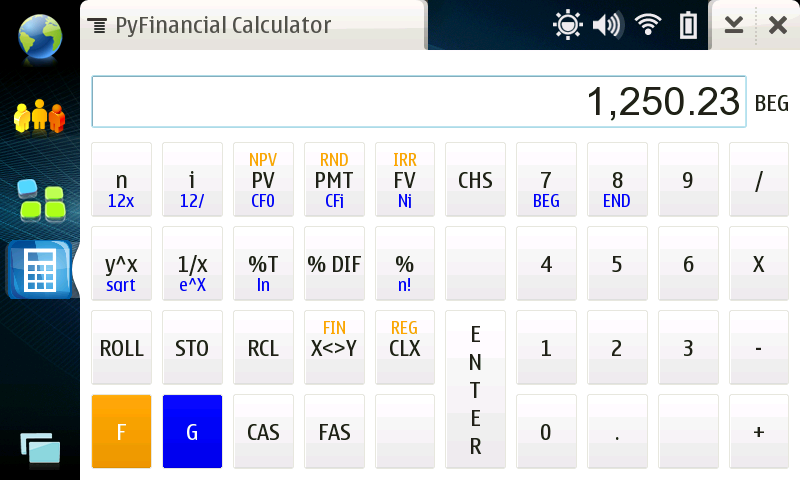 PyFinancial Calculator
1,250.23 BEG
NPV RND IRR
n i PV PMT FV CHS 7 8 9 /
12x 12/ CF0 CFi Ni BEG END
y^x 1/x %T % DIF % 4 5 6 X
sqrt e^X ln n!
FIN REG
ROLL STO RCL X<>Y CLX ENTER 1 2 3 -
F G CAS FAS 0 . +